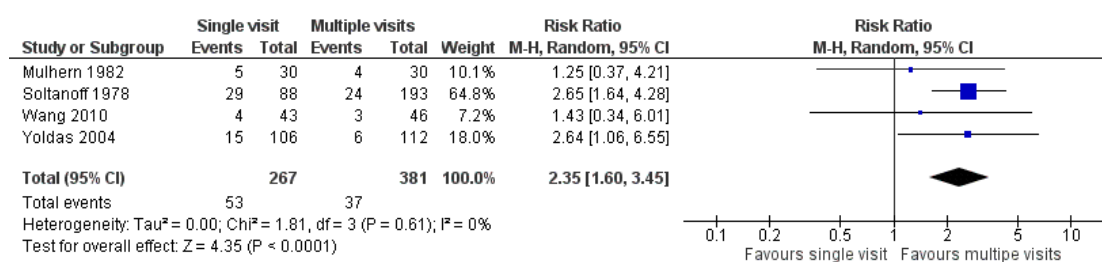 Single visit Multiple visits Risk Ratio Risk Ratio
Study or Subgroup Events Total Events Total Weight M-H, Random, 95% CI M-H, Random, 95% CI
Mulhern 1982 5 30 4 30 10.1% 1.25 [0.37, 4.21]
Soltanoff 1978 29 88 24 193 64.8% 2.65 [1.64, 4.28]
Wang 2010 4 43 3 46 7.2% 1.43 [0.34, 6.01]
Yoldas 2004 15 106 6 112 18.0% 2.64 [1.06, 6.55]
Total (95% CI) 267 381 100.0% 2.35 [1.60, 3.45]
Total events 53 37
Heterogeneity: Tau² = 0.00; Chi² = 1.81, df = 3 (P = 0.61); I² = 0%
Test for overall effect: Z = 4.35 (P < 0.0001)
0.1 0.2 0.5 1 2 5 10
Favours single visit Favours multipe visits